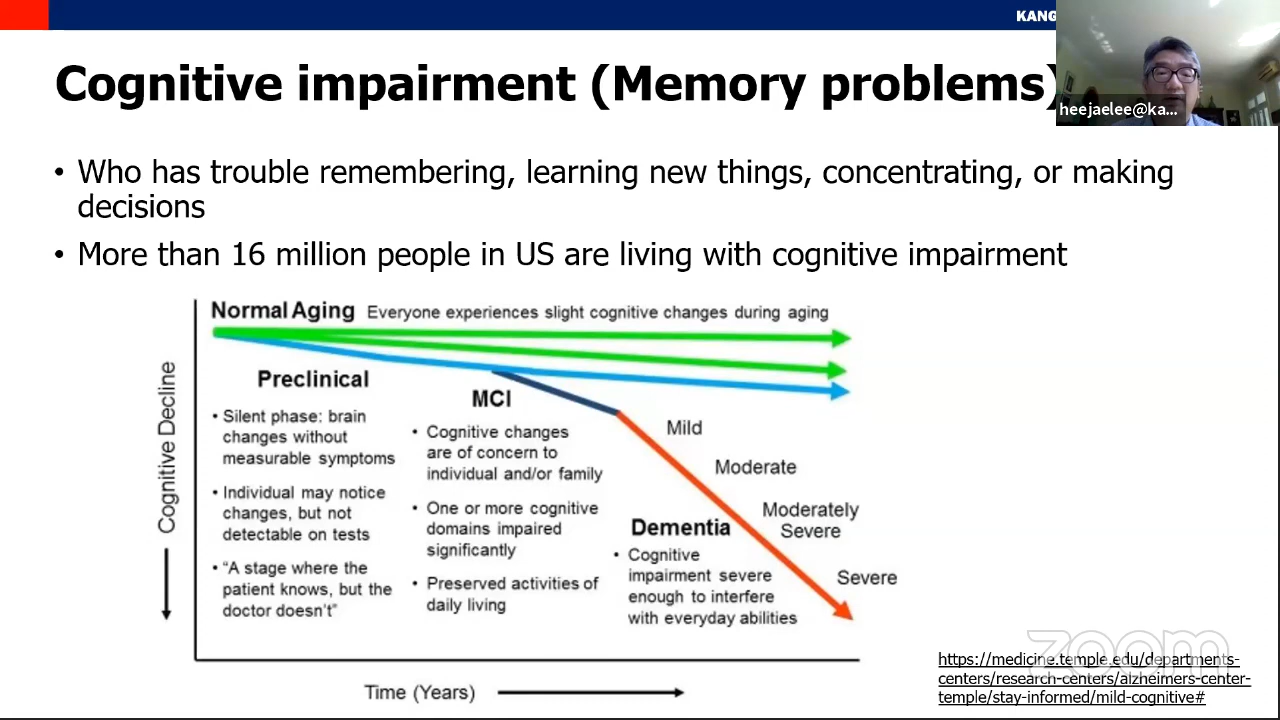 KANG
Cognitive impairment (Memory problems)
heejaelee@ka...
• Who has trouble remembering, learning new things, concentrating, or making
decisions
• More than 16 million people in US are living with cognitive impairment
Normal Aging Everyone experiences slight cognitive changes during aging
Cognitive Decline
Preclinical
• Silent phase: brain
changes without
measurable symptoms
• Individual may notice
changes, but not
detectable on tests
• “A stage where the
patient knows, but the
doctor doesn’t”
MCI
• Cognitive changes
are of concern to
individual and/or family
• One or more cognitive
domains impaired
significantly
• Preserved activities of
daily living
Mild
Moderate
Moderately
Severe
Severe
Dementia
• Cognitive
impairment severe
enough to interfere
with everyday abilities
Time (Years)
zoom
https://medicine.temple.edu/departments-
centers/research-centers/alzheimers-center-
temple/stay-informed/mild-cognitive#